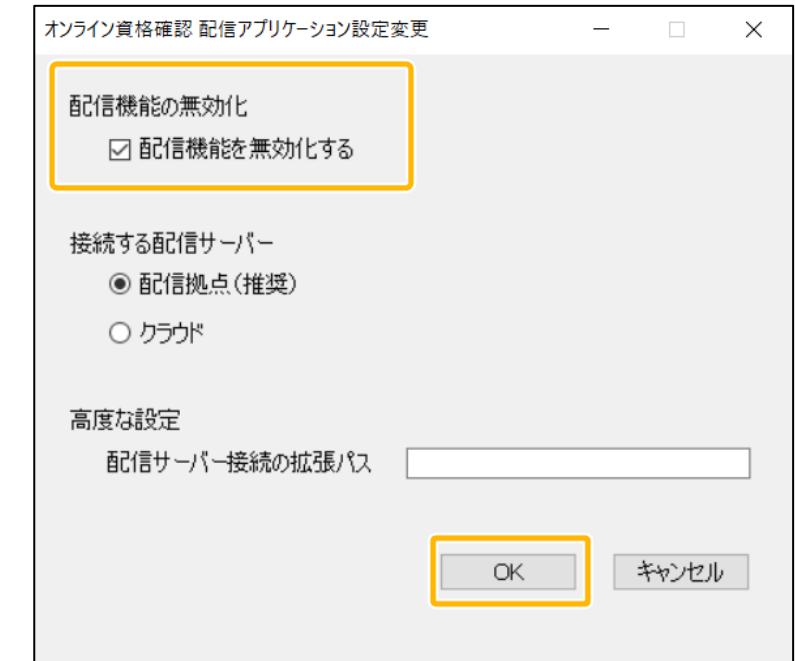 オンライン資格確認 配信アプリケーション設定変更
配信機能の無効化
配信機能を無効化する
接続する配信サーバー
配信拠点(推奨)
クラウド
高度な設定
配信サーバー接続の拡張パス
OK
キャンセル